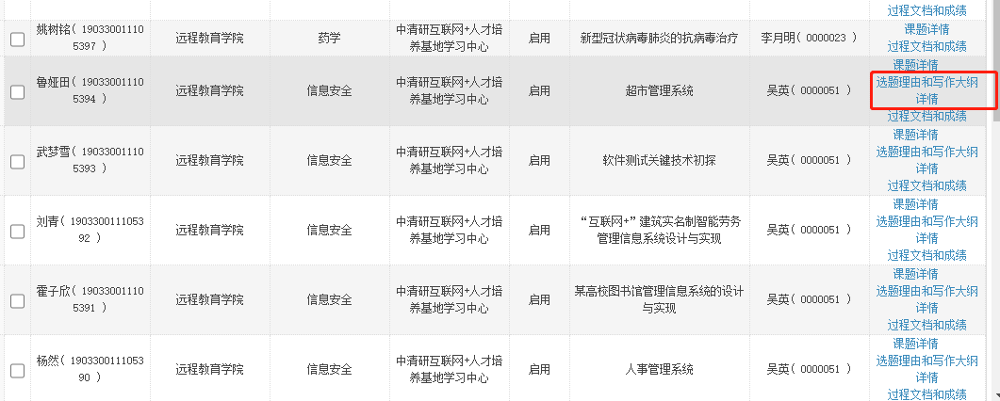 过程文档和成绩
姚树铭( 19033001110
5397 )
远程教育学院
药学
中清研互联网+人才培
养基地学习中心
启用
新型冠状病毒肺炎的抗病毒治疗
李月明( 0000023 )
课题详情
过程文档和成绩
鲁娅田( 19033001110
5394 )
远程教育学院
信息安全
中清研互联网+人才培
养基地学习中心
启用
超市管理系统
吴英( 0000051 )
课题详情
选题理由和写作大纲
详情
过程文档和成绩
武梦雪( 19033001110
5393 )
远程教育学院
信息安全
中清研互联网+人才培
养基地学习中心
启用
软件测试关键技术初探
吴英( 0000051 )
课题详情
选题理由和写作大纲
详情
过程文档和成绩
刘青( 1903300111053
92 )
远程教育学院
信息安全
中清研互联网+人才培
养基地学习中心
启用
“互联网+”建筑实名制智能劳务
管理信息系统设计与实现
吴英( 0000051 )
课题详情
选题理由和写作大纲
详情
过程文档和成绩
霍子欣( 19033001110
5391 )
远程教育学院
信息安全
中清研互联网+人才培
养基地学习中心
启用
某高校图书馆管理信息系统的设计
与实现
吴英( 0000051 )
课题详情
选题理由和写作大纲
详情
过程文档和成绩
杨然( 1903300111053
90 )
远程教育学院
信息安全
中清研互联网+人才培
养基地学习中心
启用
人事管理系统
吴英( 0000051 )
课题详情
选题理由和写作大纲
详情
过程文档和成绩